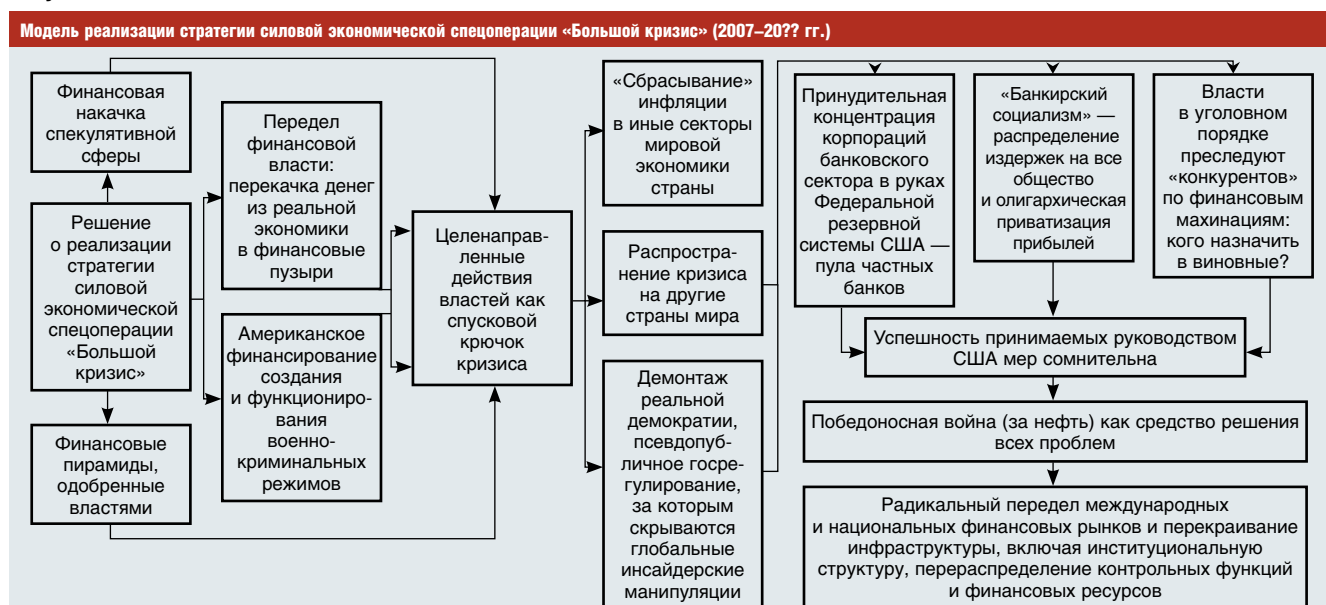 Модель реализации стратегии силовой экономической спецоперации «Большой кризис» (2007–20?? гг.)
Финансовая
накачка
спекулятивной
сферы
Решение
о реализации
стратегии
силовой
экономической
спецоперации
«Большой
кризис»
Финансовые
пирамиды,
одобренные
властями
Передел
финансовой
власти:
перекачка денег
из реальной
экономики
в финансовые
пузыри
Американское
финансирование
создания
и функциониро-
вания
военно-
криминальных
режимов
Целенаправ-
ленные
действия
властей как
спусковой
крючок
кризиса
«Сбрасывание»
инфляции
в иные секторы
мировой
экономики
страны
Распростра-
нение кризиса
на другие
страны мира
Демонтаж
реальной
демократии,
псевдопуб-
личное госре-
гулирование,
за которым
скрываются
глобальные
инсайдерские
манипуляции
Принудительная
концентрация
корпораций
банковского
сектора в руках
Федеральной
резервной
системы США —
пула частных
банков
«Банкирский
социализм» —
распределение
издержек на все
общество
и олигархическая
приватизация
прибылей
Власти
в уголовном
порядке
преследуют
«конкурентов»
по финансовым
махинациям:
кого назначить
в виновные?
Успешность принимаемых руководством
США мер сомнительна
Победоносная война (за нефть) как средство решения
всех проблем
Радикальный передел международных
и национальных финансовых рынков и перекраивание
инфраструктуры, включая институциональную
структуру, перераспределение контрольных функций
и финансовых ресурсов